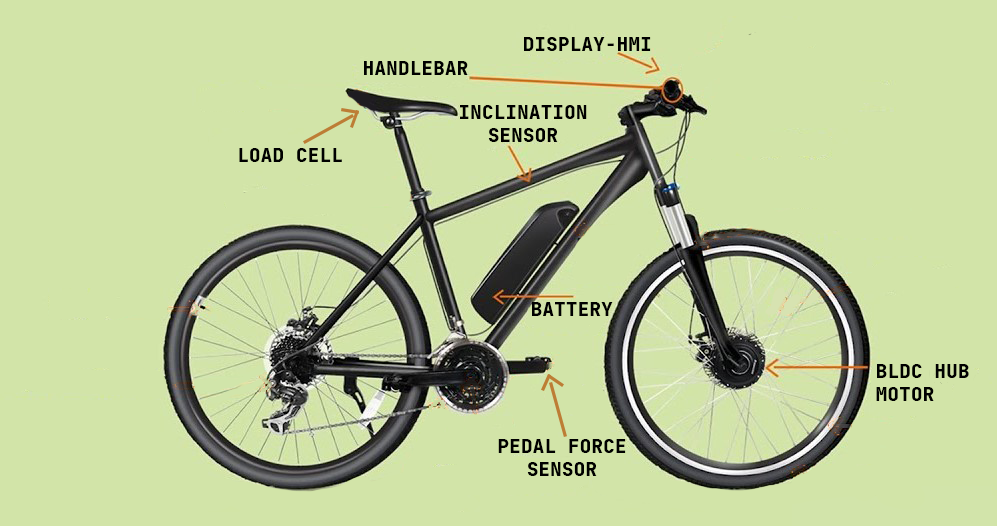 DISPLAY-HMI
HANDLEBAR
INCLINATION
SENSOR
LOAD CELL
BATTERY
BLDC HUB
MOTOR
PEDAL FORCE
SENSOR